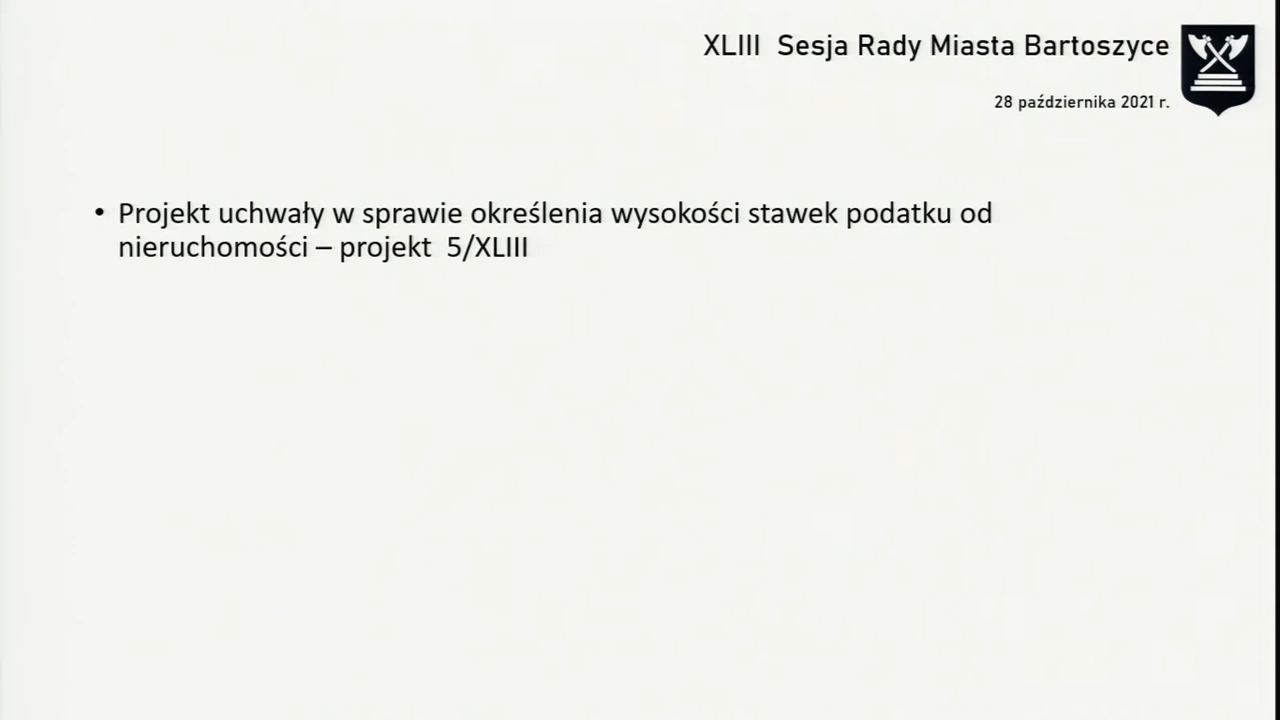 XLIII Sesja Rady Miasta Bartoszyce
28 października 2021 r.
• Projekt uchwały w sprawie określenia wysokości stawek podatku od
nieruchomości – projekt 5/XLIII